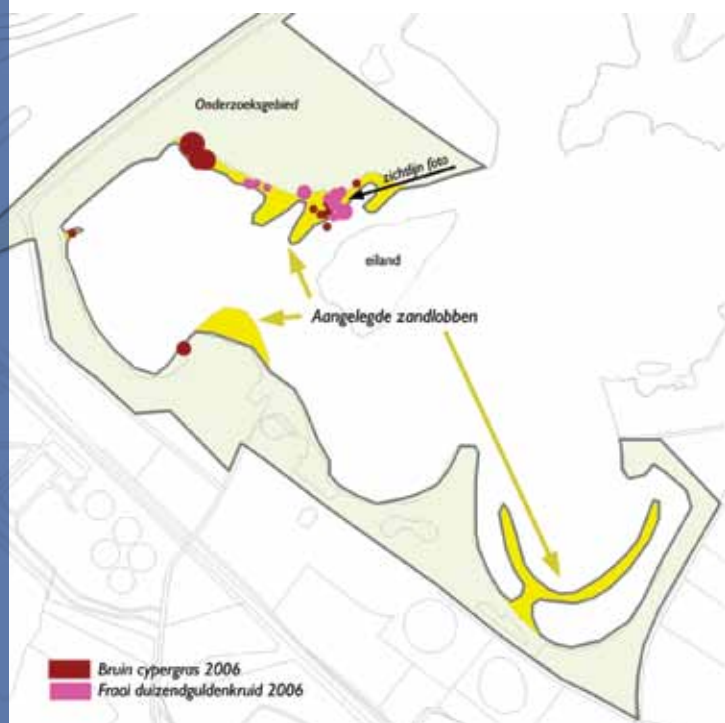 Onderzoeksgebied
zichtlijn foto
eiland
Aangelegde zandlobben
Bruin cypergras 2006
Fraai duizendguldenkruid 2006